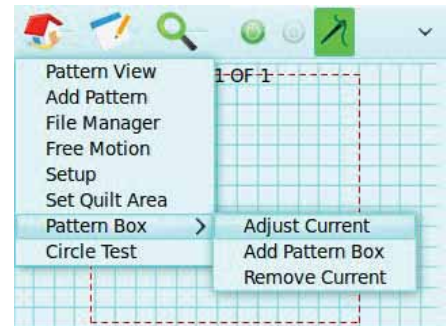 Pattern View
1 OF 1
Add Pattern
File Manager
Free Motion
Setup
Set Quilt Area
Pattern Box
Adjust Current
Circle Test
Add Pattern Box
Remove Current